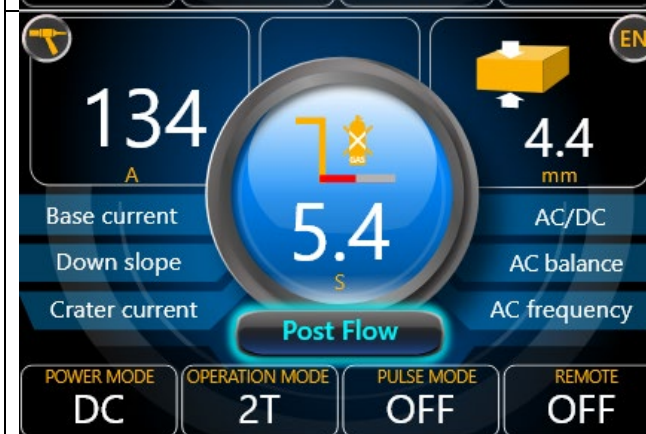 EN
134
A
4.4
mm
GAS
5.4
S
Base current
Down slope
Crater current
AC/DC
AC balance
AC frequency
Post Flow
POWER MODE
DC
OPERATION MODE
2T
PULSE MODE
OFF
REMOTE
OFF